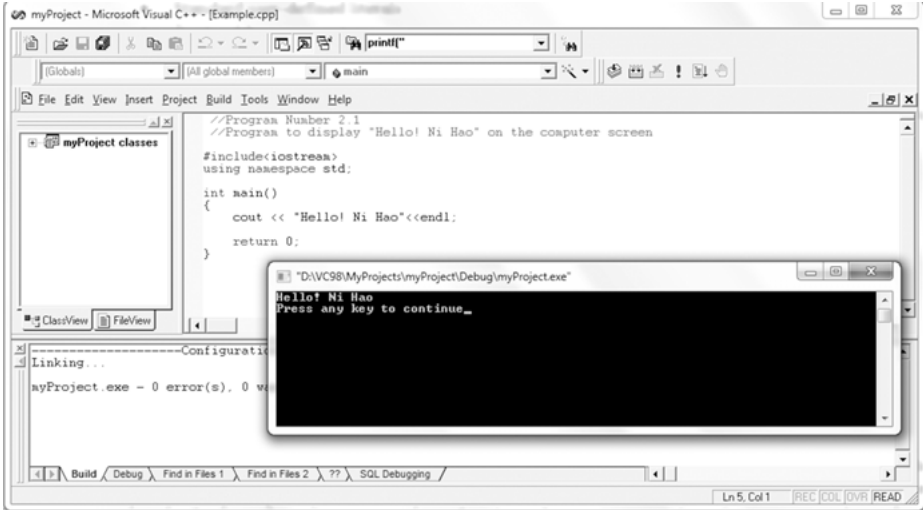 myProject - Microsoft Visual C++ - [Example.cpp]
printf("
(Globals)
(All global members)
main
File Edit View Insert Project Build Tools Window Help
myProject classes
//Program Number 2.1
//Program to display "Hello! Ni Hao" on the computer screen
#include<iostream>
using namespace std;
int main()
{
cout << "Hello! Ni Hao"<<endl;
return 0;
}
ClassView FileView
"D:\VC98\MyProjects\myProject\Debug\myProject.exe"
Hello! Ni Hao
Press any key to continue_
--------------------Configuratio
Linking...
myProject.exe - 0 error(s), 0 wa
Build Debug Find in Files 1 Find in Files 2 ?? SQL Debugging
Ln 5, Col 1 REC COL OVR READ